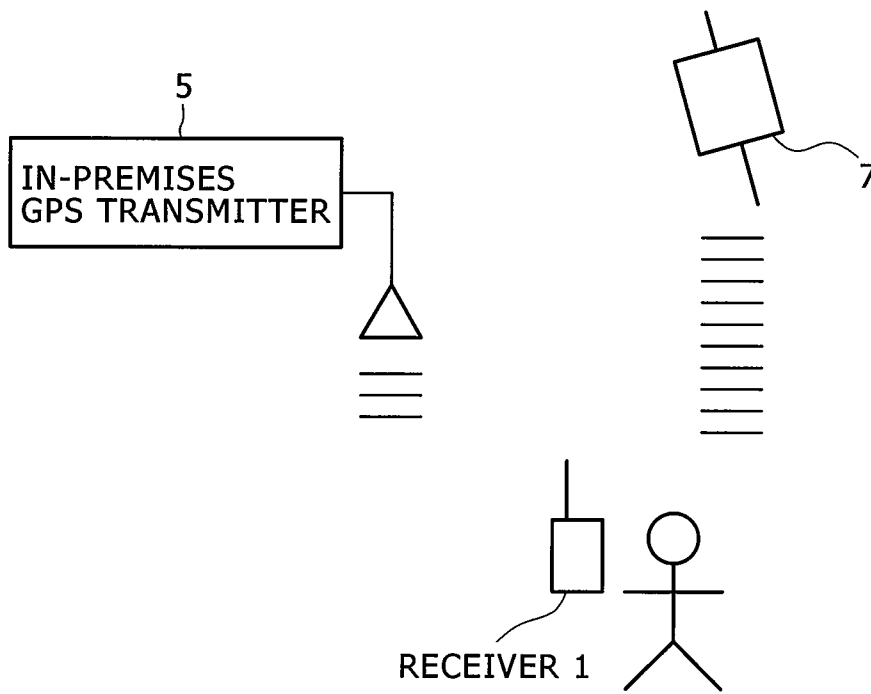 5
IN-PREMISES
GPS TRANSMITTER
7
RECEIVER 1